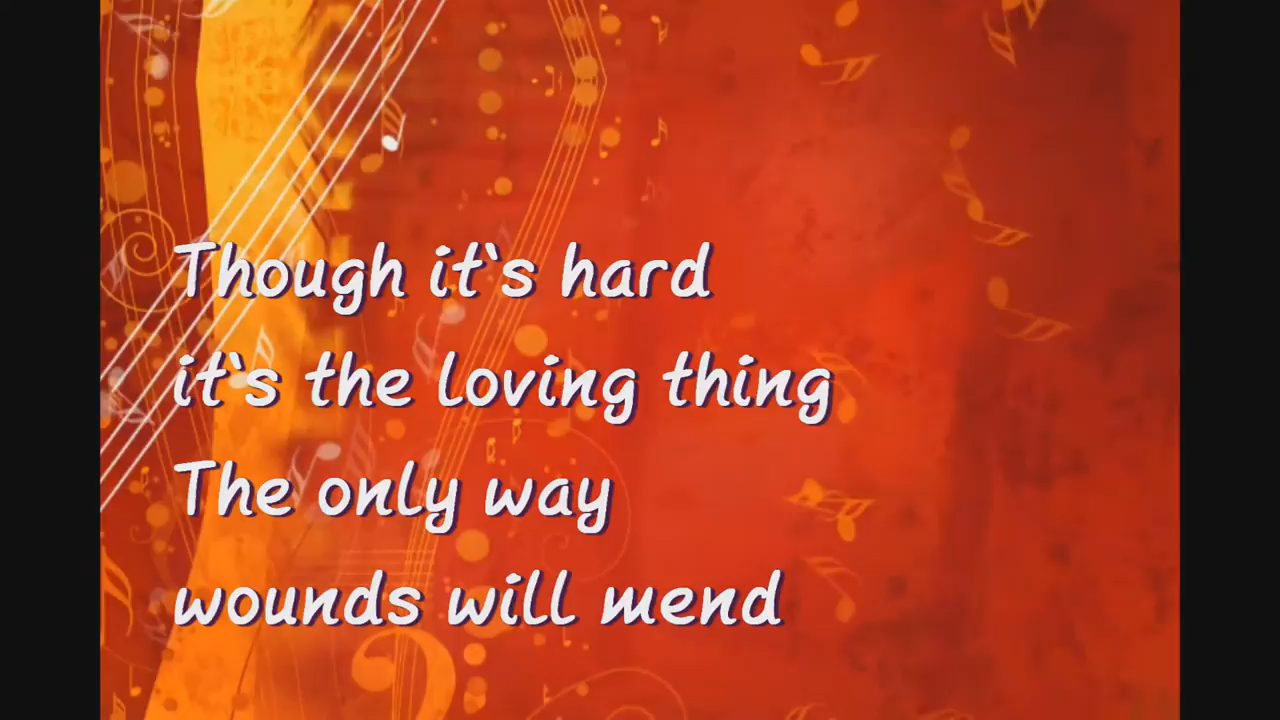 Though it's hard
it's the loving thing
The only way
wounds will mend